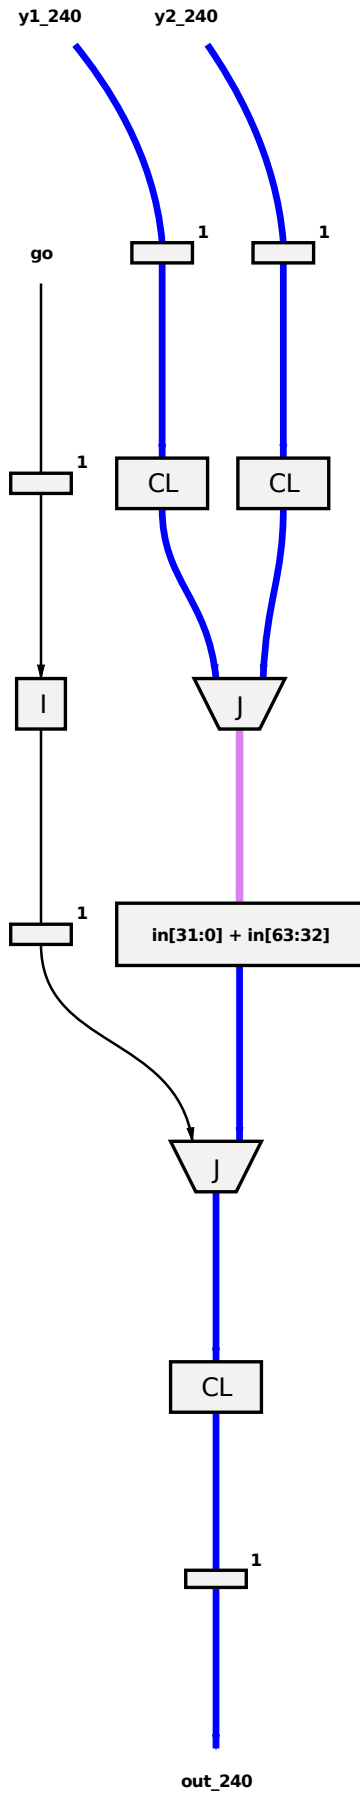 y1_240
y2_240
1
1
go
1
CL
CL
I
J
1
in[31:0] + in[63:32]
J
CL
1
out_240